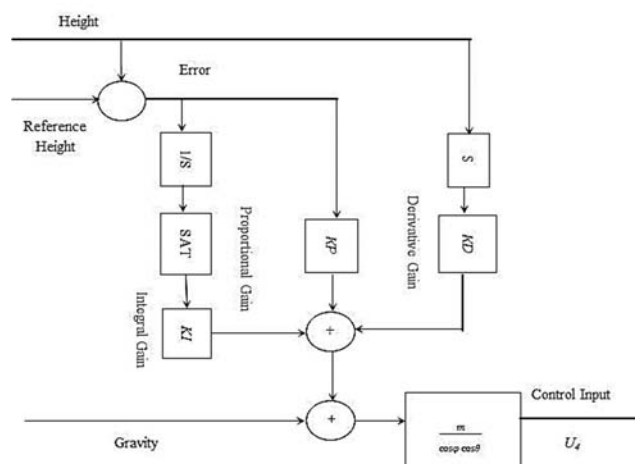 Height
Error
Reference
Height
1/S
S
SAT
Proportional Gain
KP
Derivative Gain
KD
Integral Gain
KI
+
+
Gravity
m
cosφ cosθ
Control Input
U₄